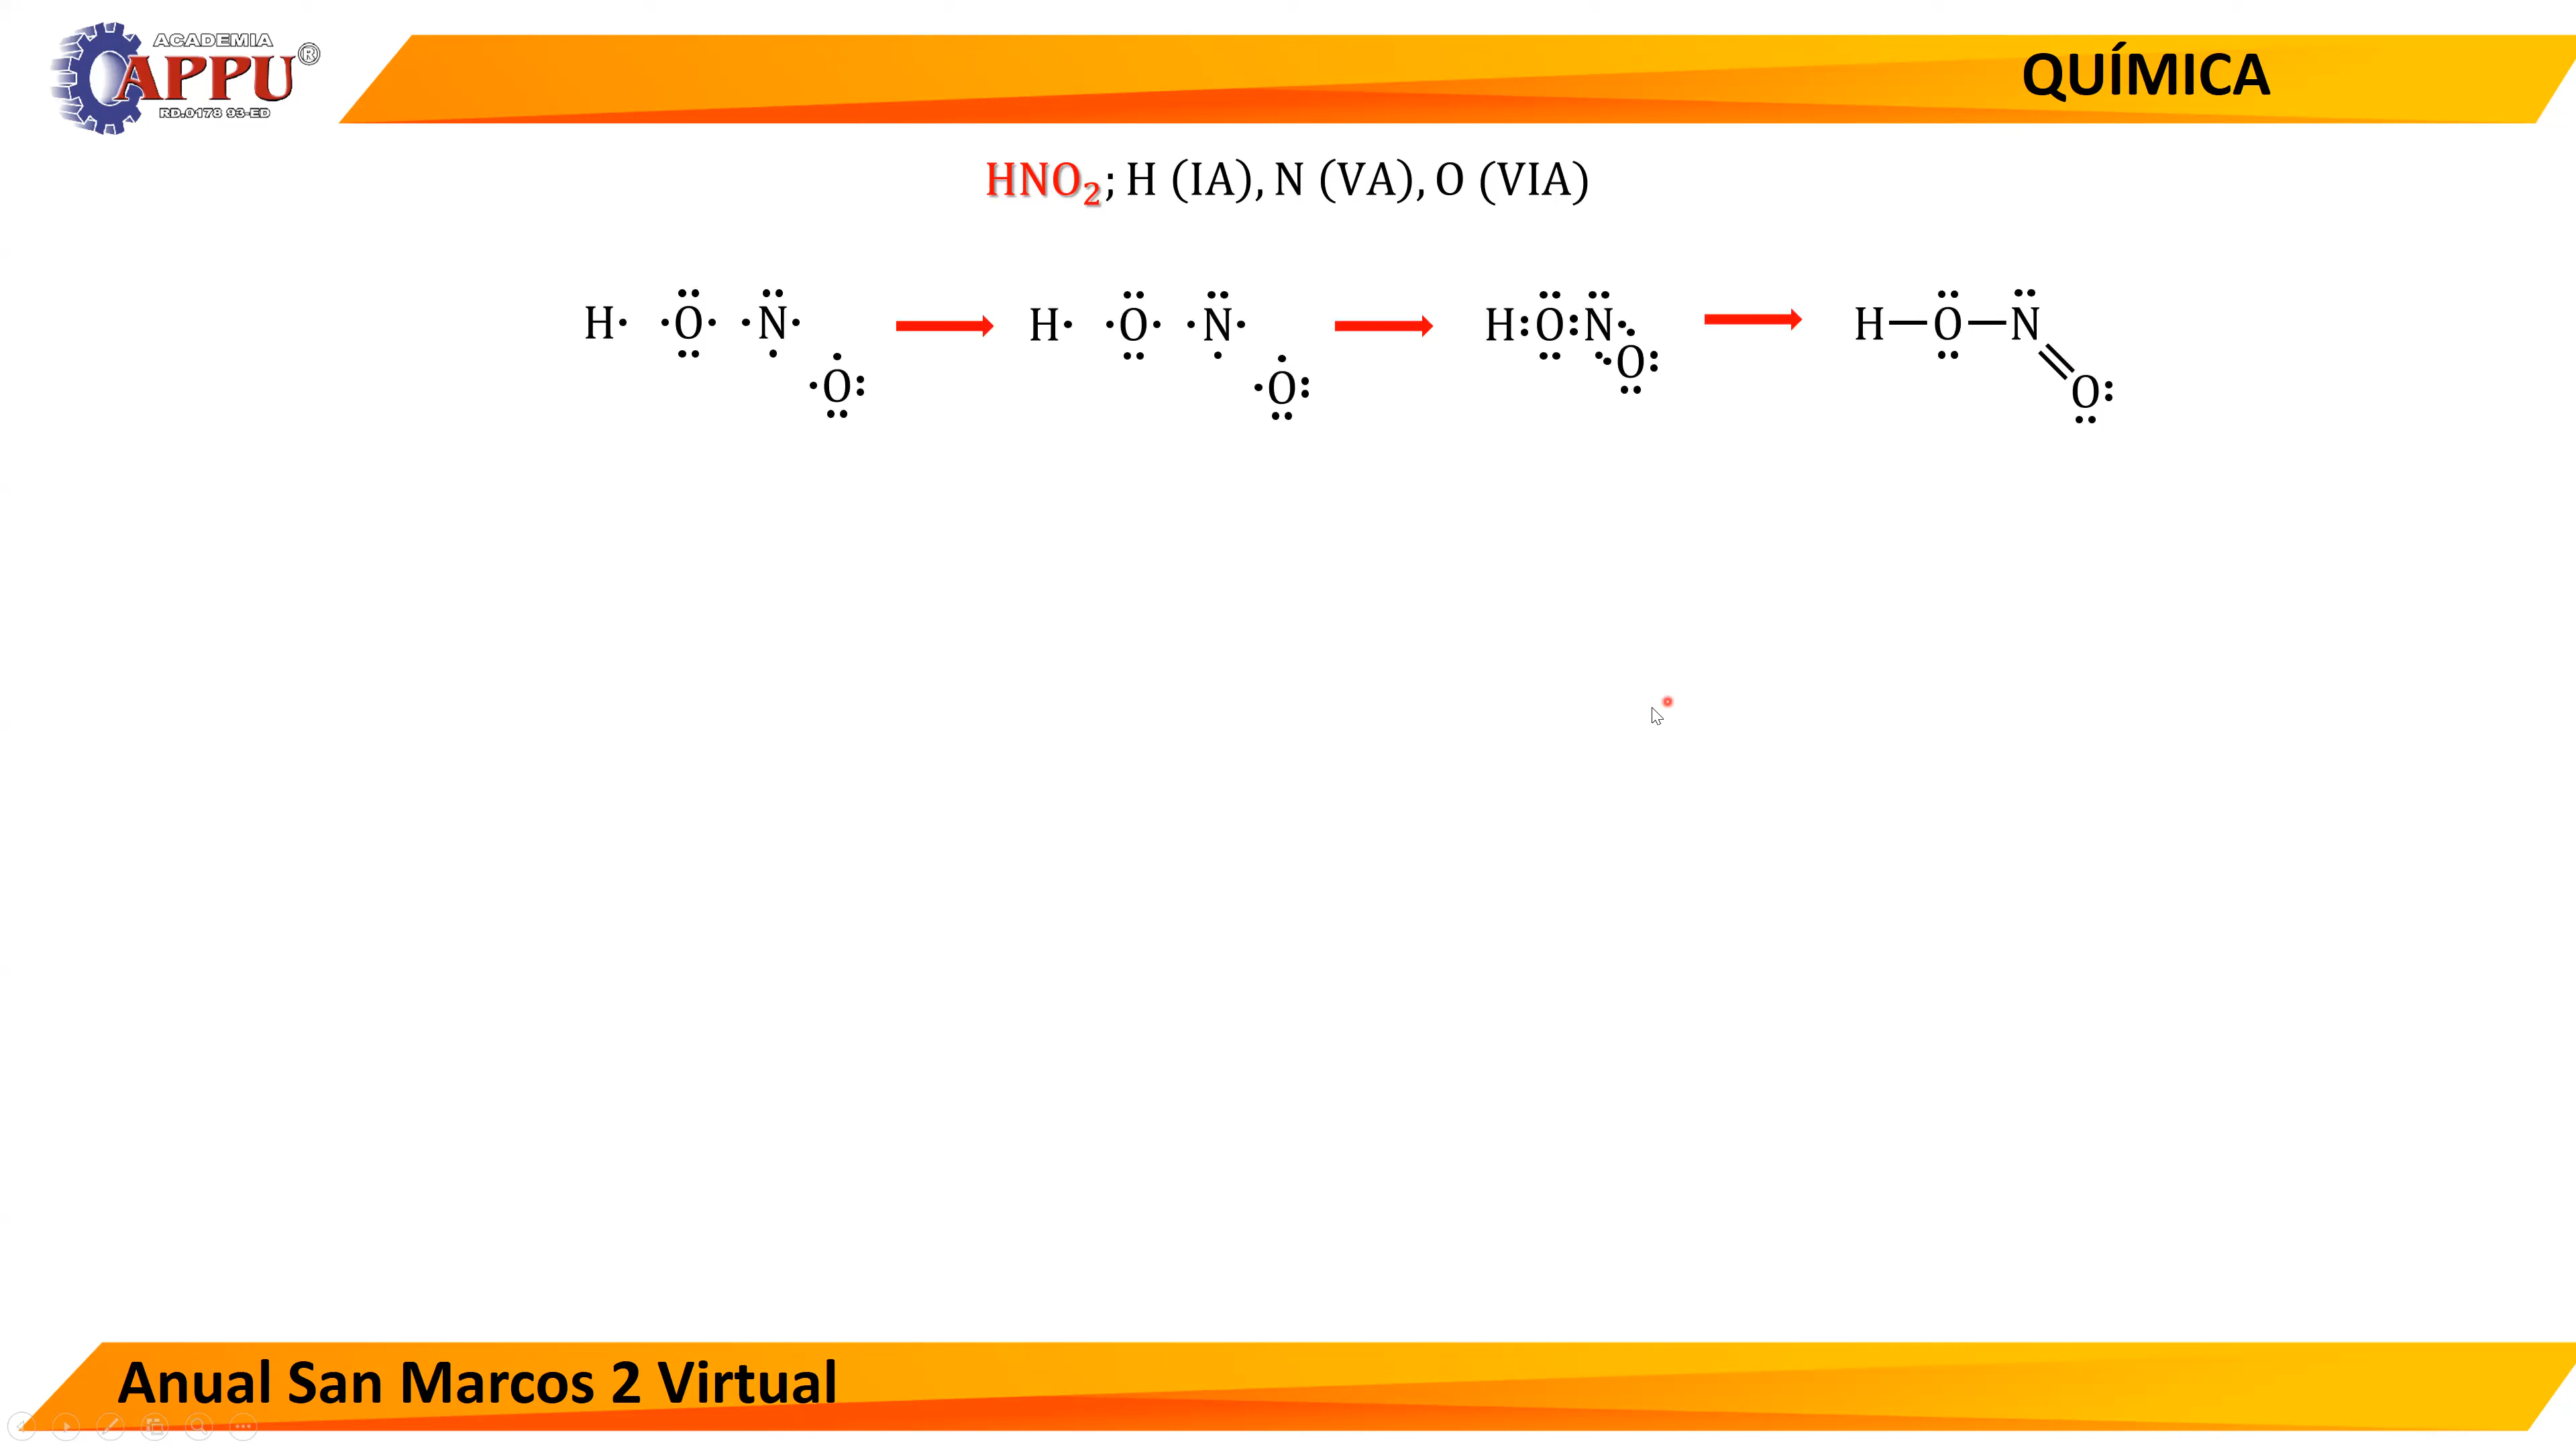 ACADEMIA
APPU®
RD.0178 93-ED
QUÍMICA
HNO₂; H (IA), N (VA), O (VIA)
H· ·Ö· ·N̈· → H· ·Ö· ·N̈· → H:Ö:N̈ → H—Ö—N̈
·O: ·O: O: O:
Anual San Marcos 2 Virtual